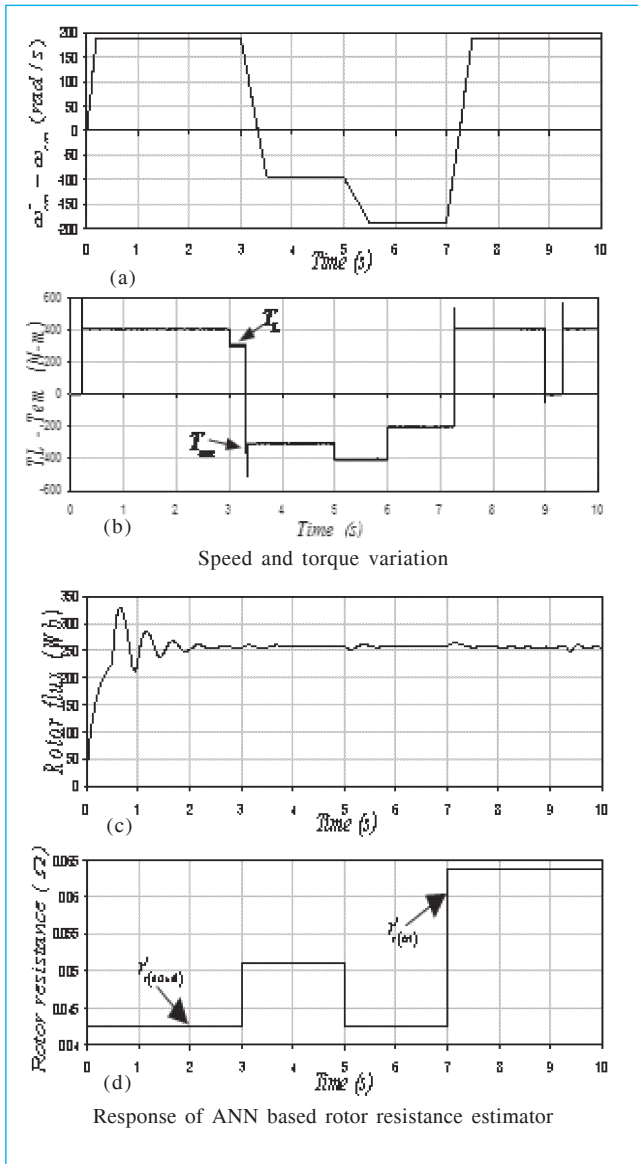 ω*rm − ωrm (rad/s)
200
150
100
50
0
-50
-100
-150
-200
0 1 2 3 4 5 6 7 8 9 10
Time (s)
(a)
TL - Tem (N-m)
600
400
200
0
-200
-400
-600
TL
0 1 2 3 4 5 6 7 8 9 10
Time (s)
(b)
Speed and torque variation
Rotor flux (Wb)
350
300
250
200
150
100
50
0
0 1 2 3 4 5 6 7 8 9 10
Time (s)
(c)
Rotor resistance (Ω)
0.065
0.06
0.055
0.05
0.045
0.04
0 1 2 3 4 5 6 7 8 9 10
Time (s)
(d)
Response of ANN based rotor resistance estimator